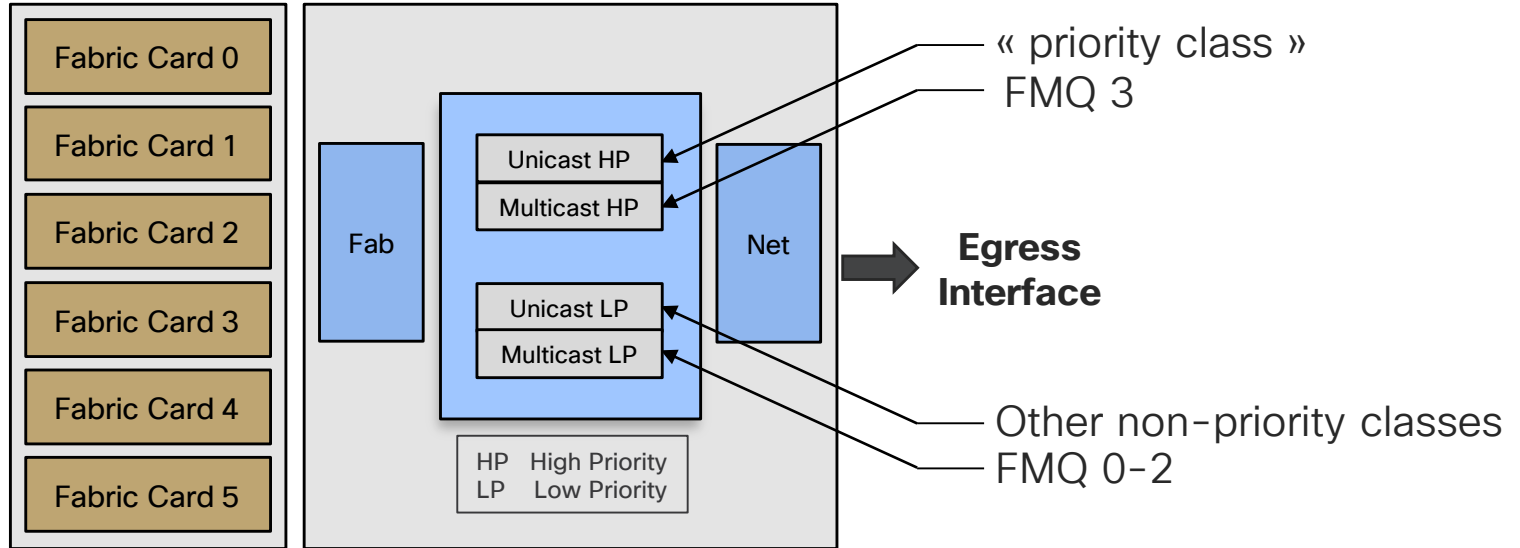 Fabric Card 0
Fabric Card 1
Fabric Card 2
Fabric Card 3
Fabric Card 4
Fabric Card 5
Fab
Unicast HP
Multicast HP
Unicast LP
Multicast LP
HP High Priority
LP Low Priority
Net
« priority class »
FMQ 3
Egress
Interface
Other non-priority classes
FMQ 0-2